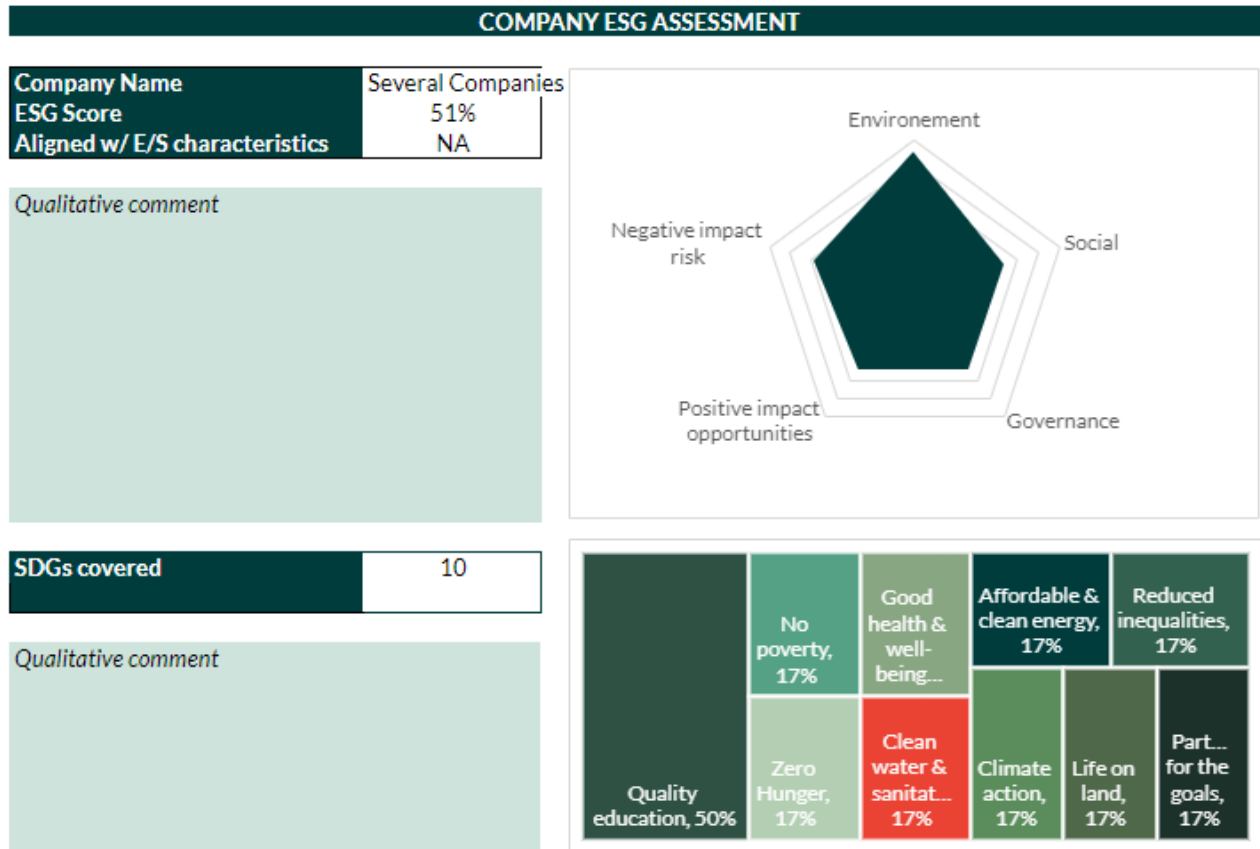 COMPANY ESG ASSESSMENT
Company Name
Several Companies
ESG Score
51%
Aligned w/ E/S characteristics
NA
Qualitative comment
Environement
Social
Governance
Positive impact
opportunities
Negative impact
risk
SDGs covered
10
Qualitative comment
Quality
education, 50%
No
poverty,
17%
Zero
Hunger,
17%
Good
health &
well-
being...
Clean
water &
sanitat...
17%
Affordable &
clean energy,
17%
Reduced
inequalities,
17%
Climate
action,
17%
Life on
land,
17%
Part...
for the
goals,
17%